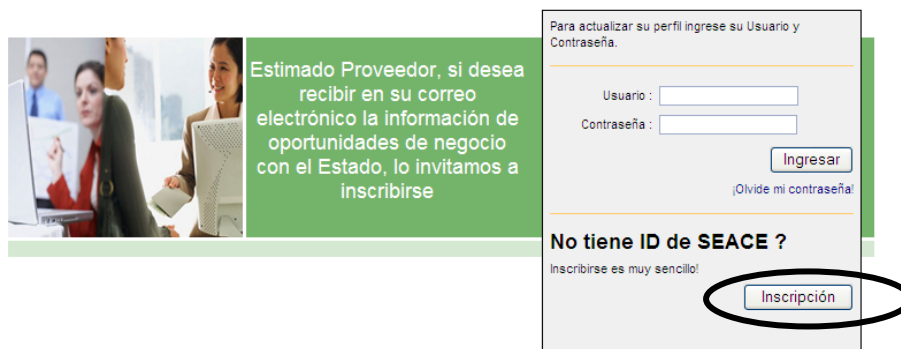 Para actualizar su perfil ingrese su Usuario y
Contraseña.
Estimado Proveedor, si desea
recibir en su correo
electrónico la información de
oportunidades de negocio
con el Estado, lo invitamos a
inscribirse
Usuario :
Contraseña :
Ingresar
¡Olvide mi contraseña!
No tiene ID de SEACE ?
Inscribirse es muy sencillo!
Inscripción